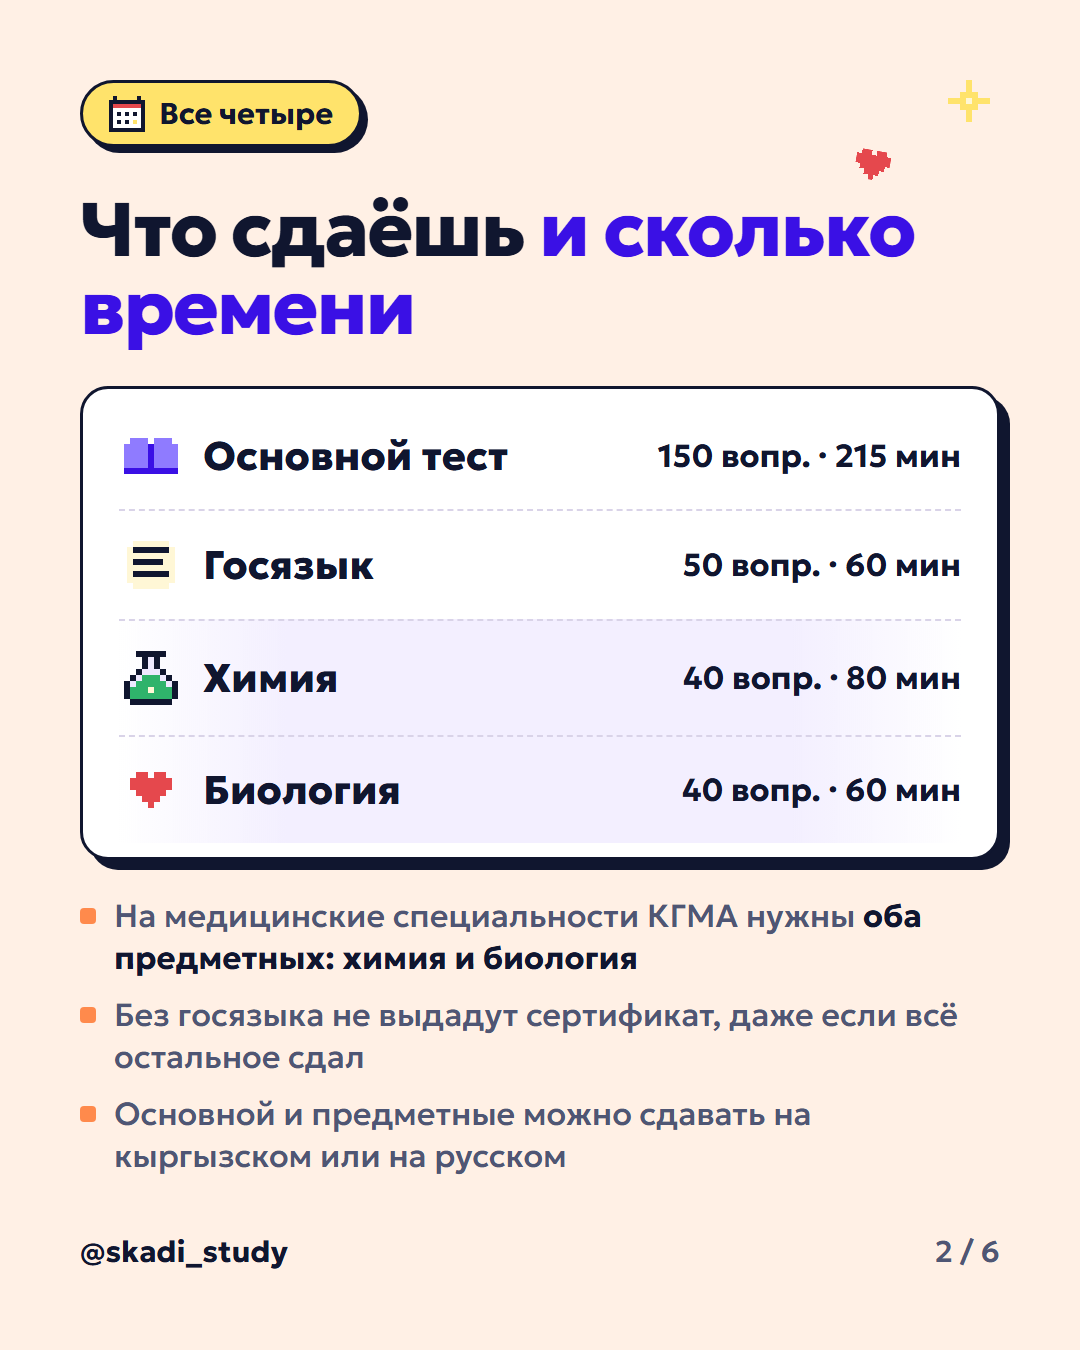 Все четыре
Что сдаёшь и сколько
времени
Основной тест 150 вопр. · 215 мин
Госязык 50 вопр. · 60 мин
Химия 40 вопр. · 80 мин
Биология 40 вопр. · 60 мин
На медицинские специальности КГМА нужны оба
предметных: химия и биология
Без госязыка не выдадут сертификат, даже если всё
остальное сдал
Основной и предметные можно сдавать на
кыргызском или на русском
@skadi_study 2 / 6